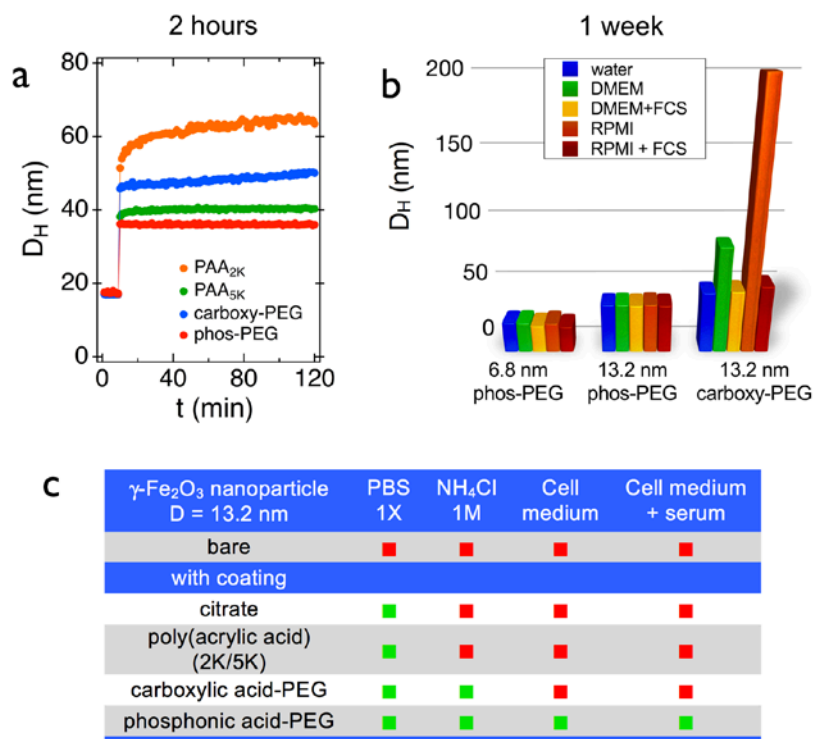 2 hours
1 week
a
80
60
40
20
0
D_H (nm)
PAA₂K
PAA₅K
carboxy-PEG
phos-PEG
0
40
80
120
t (min)
b
200
150
100
50
0
D_H (nm)
water
DMEM
DMEM+FCS
RPMI
RPMI + FCS
6.8 nm
phos-PEG
13.2 nm
phos-PEG
13.2 nm
carboxy-PEG
c
γ-Fe₂O₃ nanoparticle
D = 13.2 nm
PBS
1X
NH₄Cl
1M
Cell
medium
Cell medium
+ serum
bare
with coating
citrate
poly(acrylic acid)
(2K/5K)
carboxylic acid-PEG
phosphonic acid-PEG